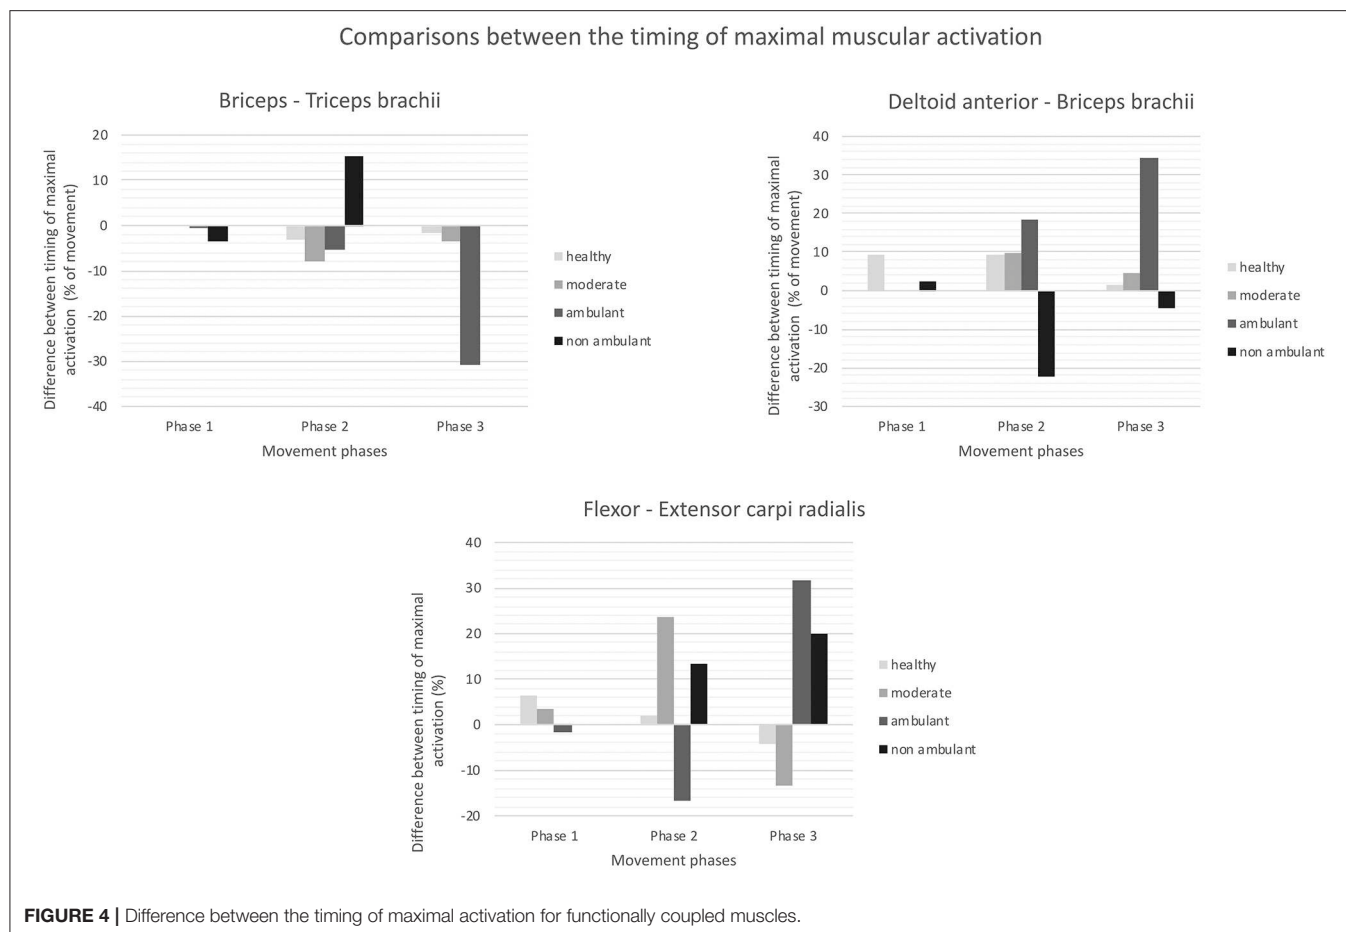 Comparisons between the timing of maximal muscular activation
Briceps - Triceps brachii
Difference between timing of maximal
activation (% of movement)
20
10
0
-10
-20
-30
-40
Phase 1
Phase 2
Phase 3
Movement phases
healthy
moderate
ambulant
non ambulant
Deltoid anterior - Briceps brachii
Difference between timing of maximal
activation (% of movement)
40
30
20
10
0
-10
-20
-30
Phase 1
Phase 2
Phase 3
Movement phases
healthy
moderate
ambulant
non ambulant
Flexor - Extensor carpi radialis
Difference between timing of maximal
activation (%)
40
30
20
10
0
-10
-20
Phase 1
Phase 2
Phase 3
Movement phases
healthy
moderate
ambulant
non ambulant
FIGURE 4 | Difference between the timing of maximal activation for functionally coupled muscles.